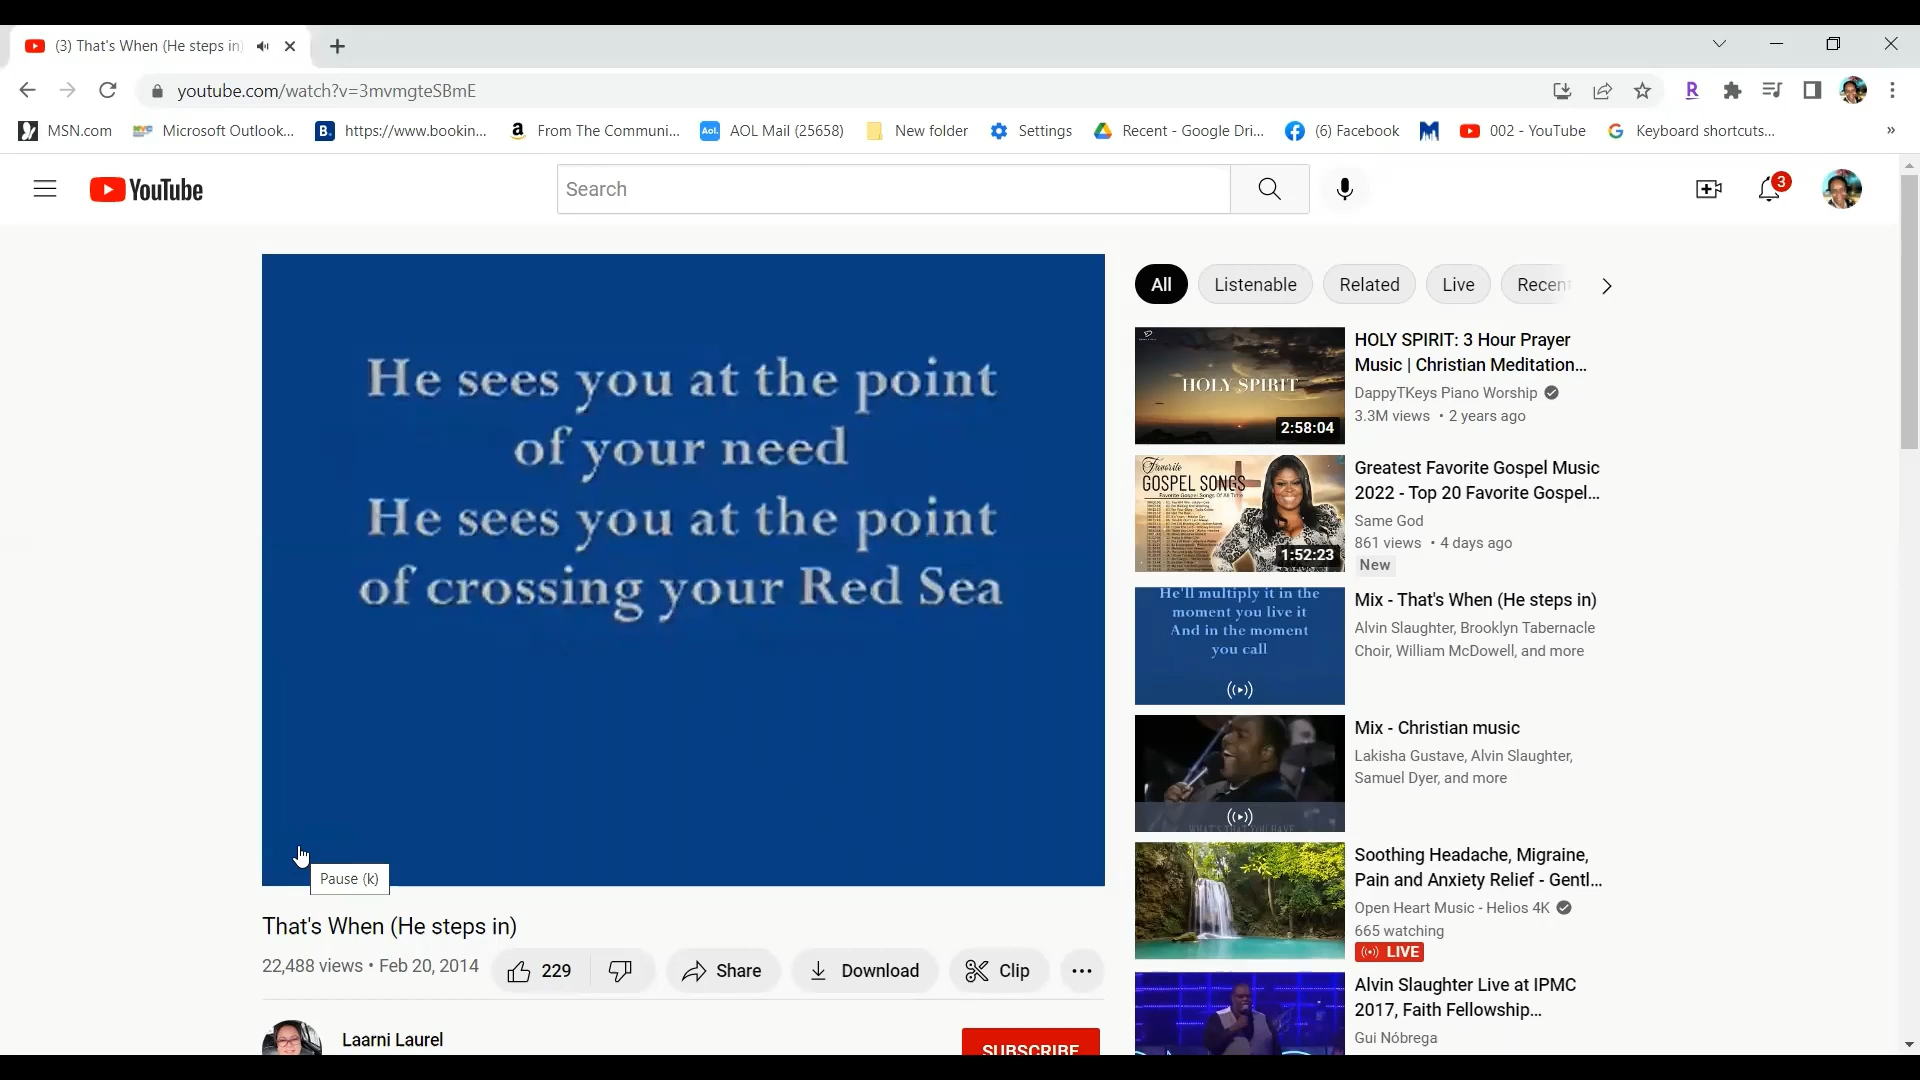 (3) That's When (He steps in)
youtube.com/watch?v=3mvmgteSBmE
MSN.com
Microsoft Outlook...
B. https://www.bookin...
From The Communi...
Aol. AOL Mail (25658)
New folder
Settings
Recent - Google Dri...
(6) Facebook
002 - YouTube
Keyboard shortcuts...
YouTube
Search
3
He sees you at the point
of your need
He sees you at the point
of crossing your Red Sea
Pause (k)
That's When (He steps in)
22,488 views • Feb 20, 2014
229
Share
Download
Clip
Laarni Laurel
SUBSCRIBE
All
Listenable
Related
Live
Recen
HOLY SPIRIT
2:58:04
HOLY SPIRIT: 3 Hour Prayer
Music | Christian Meditation...
DappyTKeys Piano Worship
3.3M views • 2 years ago
Favorite
GOSPEL SONGS
Favorite Gospel Songs Of All Time
1:52:23
Greatest Favorite Gospel Music
2022 - Top 20 Favorite Gospel...
Same God
861 views • 4 days ago
New
He'll multiply it in the
moment you live it
And in the moment
you call
Mix - That's When (He steps in)
Alvin Slaughter, Brooklyn Tabernacle
Choir, William McDowell, and more
Mix - Christian music
Lakisha Gustave, Alvin Slaughter,
Samuel Dyer, and more
Soothing Headache, Migraine,
Pain and Anxiety Relief - Gentl...
Open Heart Music - Helios 4K
665 watching
LIVE
Alvin Slaughter Live at IPMC
2017, Faith Fellowship...
Gui Nóbrega